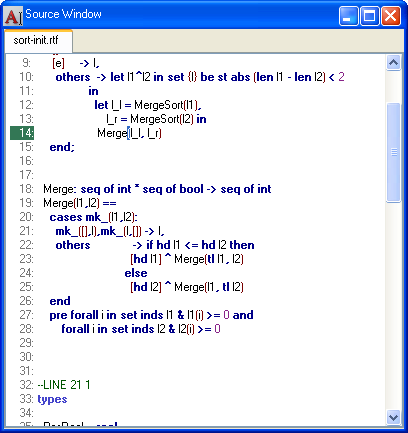 Source Window
sort-init.rtf
9: [e] -> l,
10: others -> let l1^l2 in set {l} be st abs (len l1 - len l2) < 2
11: in
12: let l_l = MergeSort(l1),
13: l_r = MergeSort(l2) in
14: Merge(l_l, l_r)
15: end;
16:
17:
18: Merge: seq of int * seq of bool -> seq of int
19: Merge(l1,l2) ==
20: cases mk_(l1,l2):
21: mk_([],l),mk_(l,[]) -> l,
22: others -> if hd l1 <= hd l2 then
23: [hd l1] ^ Merge(tl l1, l2)
24: else
25: [hd l2] ^ Merge(l1, tl l2)
26: end
27: pre forall i in set inds l1 & l1(i) >= 0 and
28: forall i in set inds l2 & l2(i) >= 0
29:
30:
31:
32: --LINE 21 1
33: types
34: